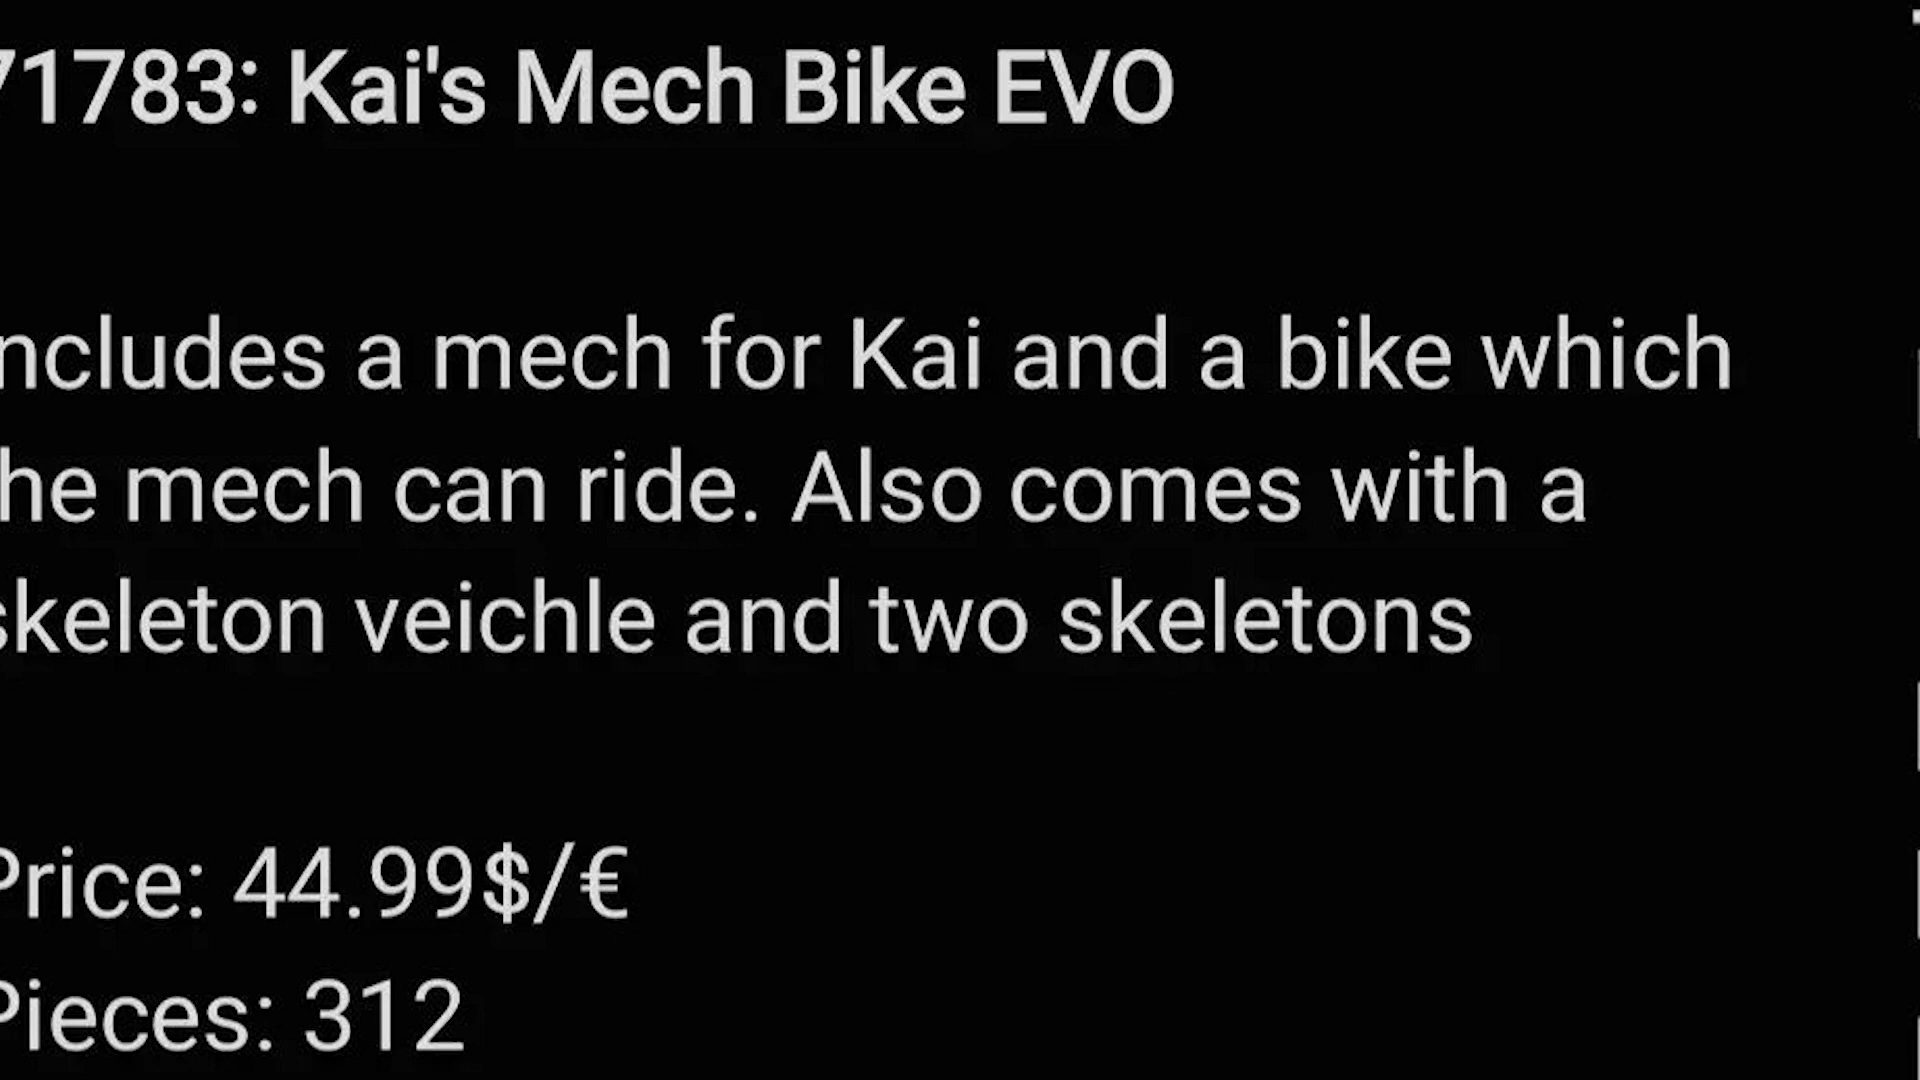 71783: Kai's Mech Bike EVO
ncludes a mech for Kai and a bike which
he mech can ride. Also comes with a
skeleton veichle and two skeletons
Price: 44.99$/€
Pieces: 312